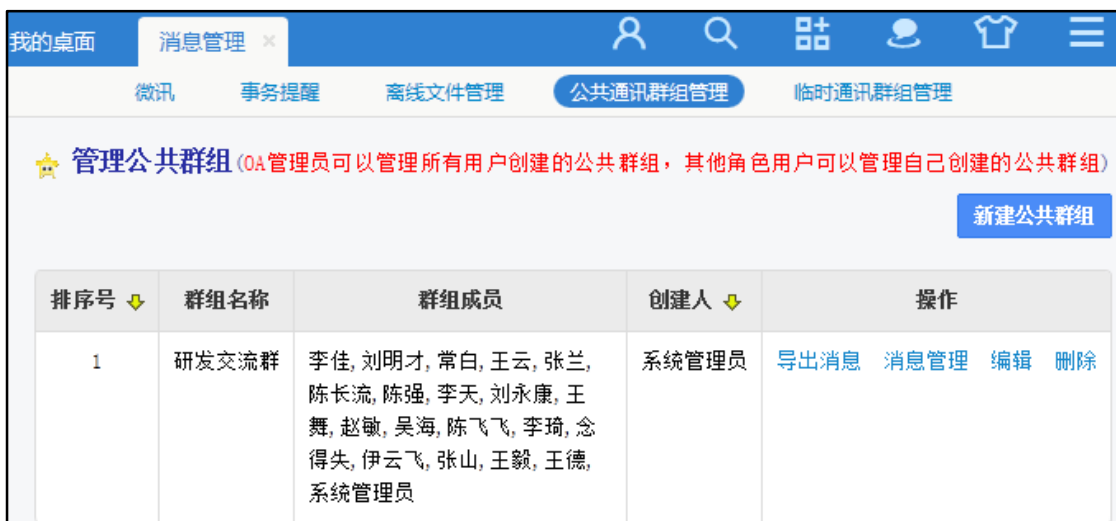 我的桌面 消息管理 ×
微讯 事务提醒 离线文件管理 公共通讯群组管理 临时通讯群组管理
管理公共群组(OA管理员可以管理所有用户创建的公共群组，其他角色用户可以管理自己创建的公共群组)
新建公共群组
排序号 群组名称 群组成员 创建人 操作
1 研发交流群 李佳, 刘明才, 常白, 王云, 张兰, 系统管理员 导出消息 消息管理 编辑 删除
陈长流, 陈强, 李天, 刘永康, 王
舞, 赵敏, 吴海, 陈飞飞, 李琦, 念
得失, 伊云飞, 张山, 王毅, 王德,
系统管理员